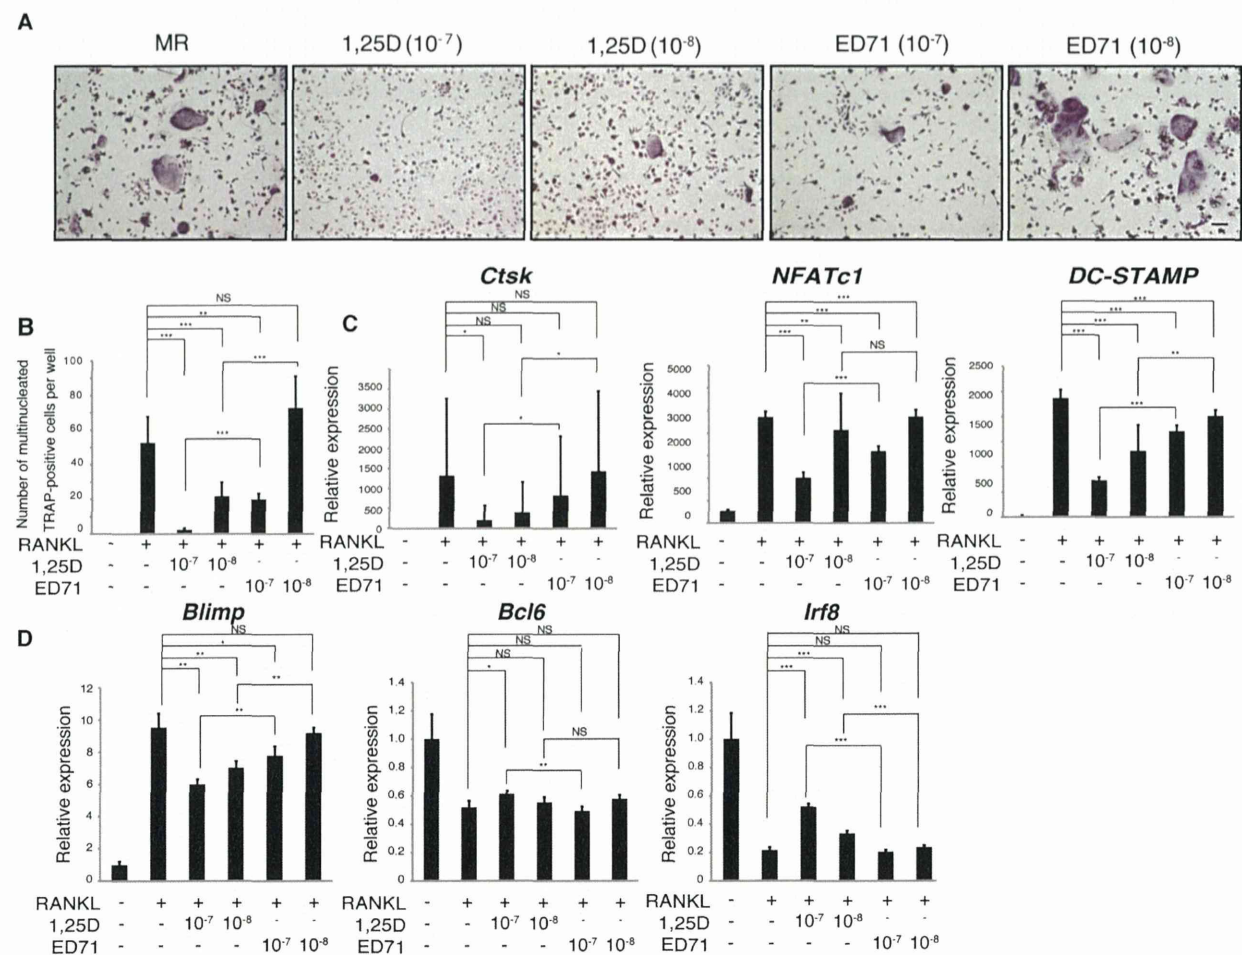 A
MR 1,25D (10-7) 1,25D (10-8) ED71 (10-7) ED71 (10-8)
B
Number of multinucleated
TRAP-positive cells per well
NS
**
***
***
***
***
100
80
60
40
20
0
RANKL - + + + + +
1,25D - - 10-7 10-8 - -
ED71 - - - - 10-7 10-8
C
Ctsk
NS
NS
NS
*
*
*
Relative expression
3500
3000
2500
1500
1000
500
0
RANKL - + + + + +
1,25D - - 10-7 10-8 - -
ED71 - - - - 10-7 10-8
NFATc1
***
***
**
***
NS
***
Relative expression
5000
4000
3000
2000
1000
500
0
- + + + + +
- - 10-7 10-8 - -
- - - - 10-7 10-8
DC-STAMP
***
***
***
***
**
***
Relative expression
2500
2000
1500
1000
500
0
- + + + + +
- - 10-7 10-8 - -
- - - - 10-7 10-8
D
Blimp
NS
*
**
**
**
**
Relative expression
12
10
8
6
4
2
0
RANKL - + + + + +
1,25D - - 10-7 10-8 - -
ED71 - - - - 10-7 10-8
Bcl6
NS
NS
NS
*
NS
**
Relative expression
1.4
1.2
1.0
0.8
0.6
0.4
0.2
0
RANKL - + + + + +
1,25D - - 10-7 10-8 - -
ED71 - - - - 10-7 10-8
Irf8
NS
NS
***
***
***
***
Relative expression
1.4
1.2
1.0
0.8
0.6
0.4
0.2
0
RANKL - + + + + +
1,25D - - 10-7 10-8 - -
ED71 - - - - 10-7 10-8